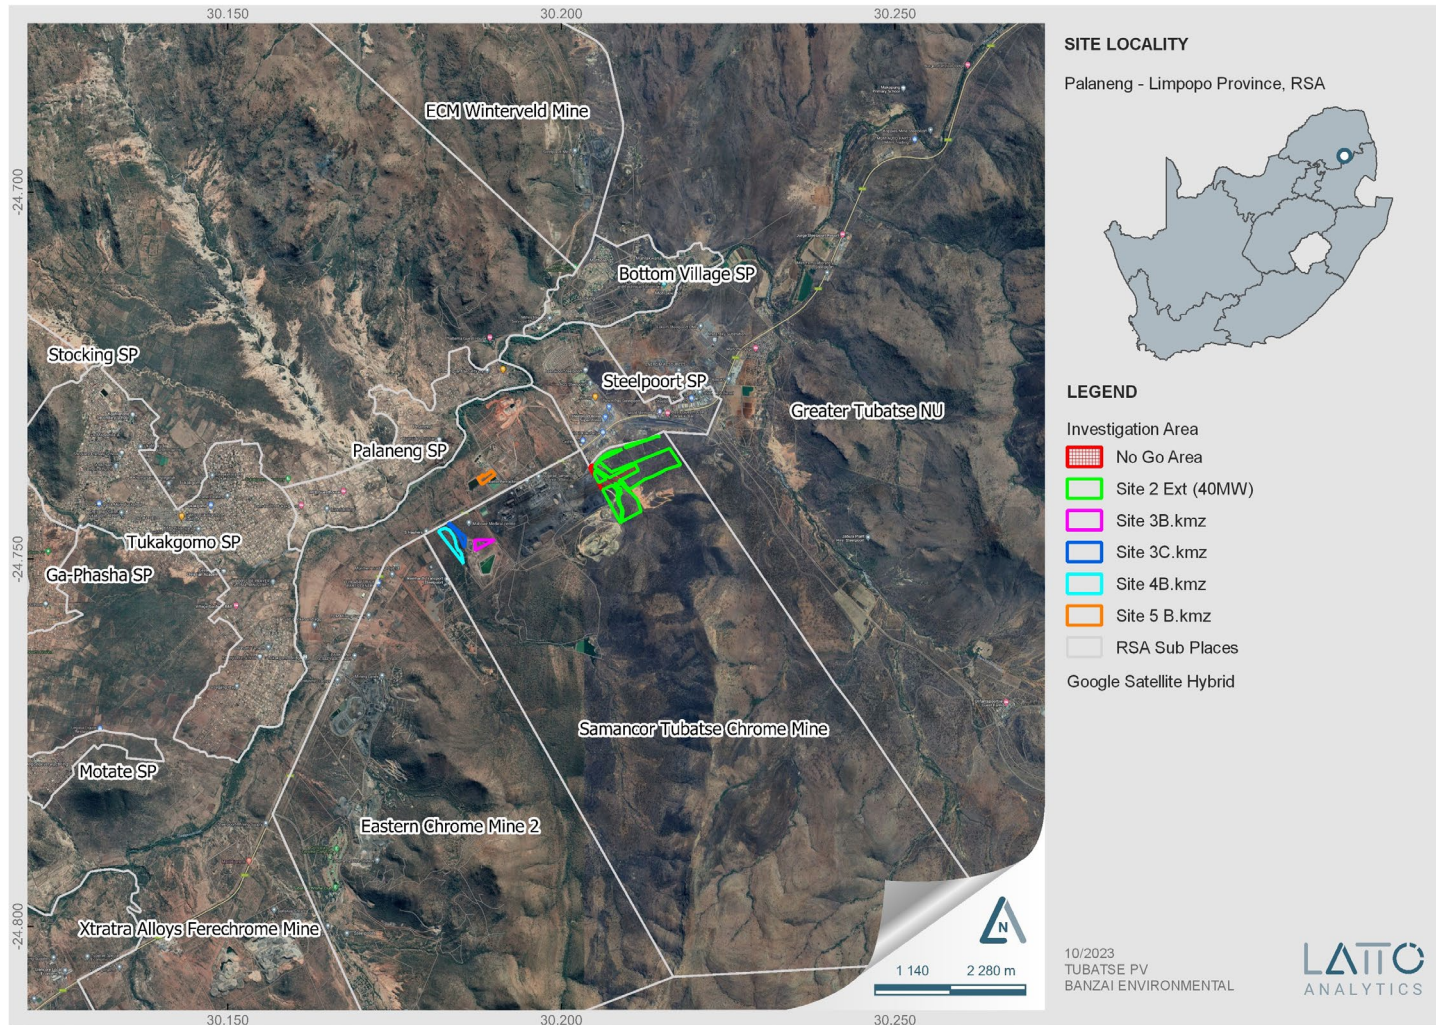 30.150
30.200
30.250
SITE LOCALITY
Palaneng - Limpopo Province, RSA
ECM Winterveld Mine
-24.700
Bottom Village SP
Stocking SP
Steelpoort SP
Greater Tubatse NU
Palaneng SP
Tukakgomo SP
-24.750
Ga-Phasha SP
Samancor Tubatse Chrome Mine
Motate SP
Eastern Chrome Mine 2
-24.800
Xtratra Alloys Ferechrome Mine
LEGEND
Investigation Area
No Go Area
Site 2 Ext (40MW)
Site 3B.kmz
Site 3C.kmz
Site 4B.kmz
Site 5 B.kmz
RSA Sub Places
Google Satellite Hybrid
N
1 140
2 280 m
10/2023
TUBATSE PV
BANZAI ENVIRONMENTAL
LATTO
ANALYTICS
30.150
30.200
30.250